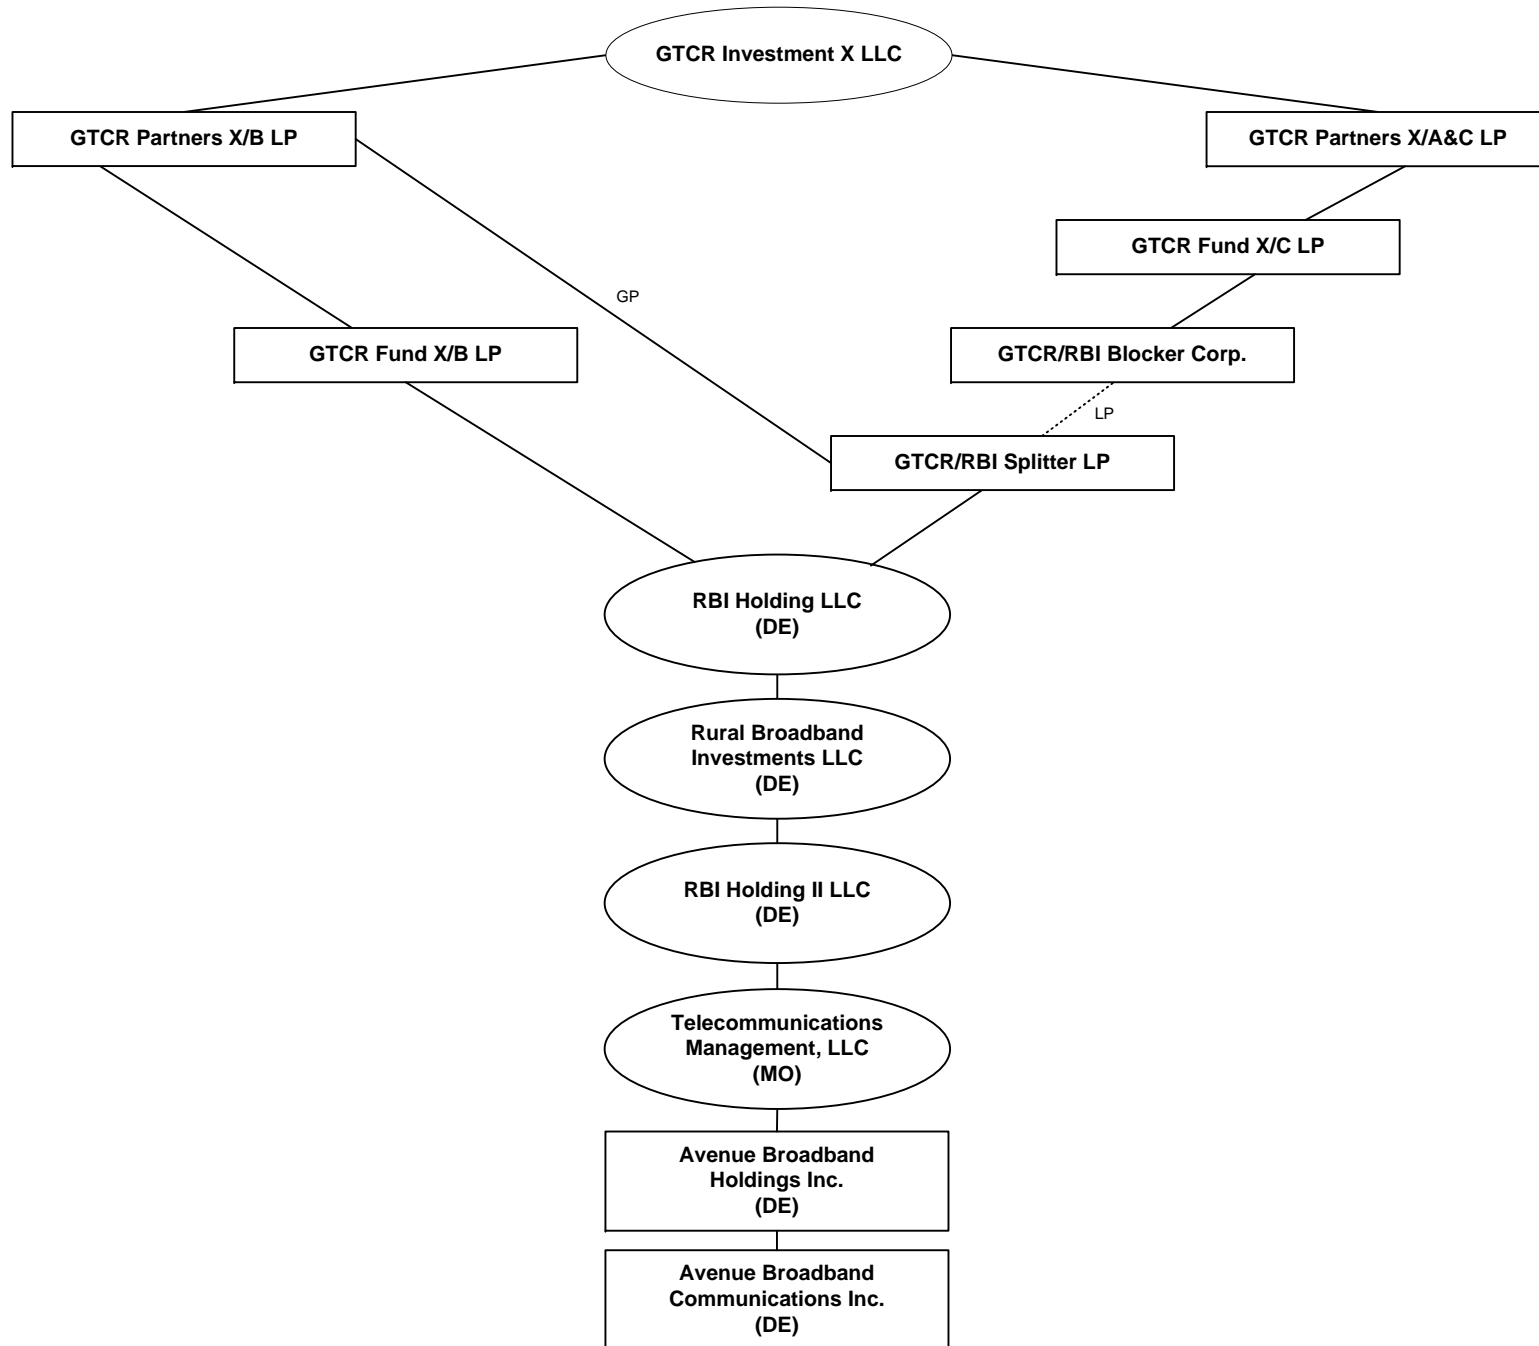 GTCR Investment X LLC
GTCR Partners X/B LP
GTCR Partners X/A&C LP
GTCR Fund X/C LP
GP
GTCR Fund X/B LP
GTCR/RBI Blocker Corp.
LP
GTCR/RBI Splitter LP
RBI Holding LLC
(DE)
Rural Broadband
Investments LLC
(DE)
RBI Holding II LLC
(DE)
Telecommunications
Management, LLC
(MO)
Avenue Broadband
Holdings Inc.
(DE)
Avenue Broadband
Communications Inc.
(DE)